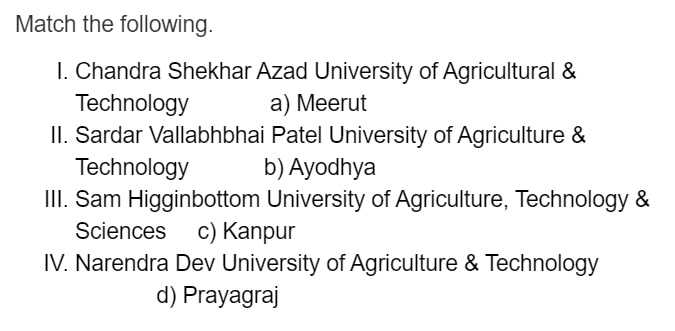 Match the following.
I. Chandra Shekhar Azad University of Agricultural &
Technology a) Meerut
II. Sardar Vallabhbhai Patel University of Agriculture &
Technology b) Ayodhya
III. Sam Higginbottom University of Agriculture, Technology &
Sciences c) Kanpur
IV. Narendra Dev University of Agriculture & Technology
d) Prayagraj